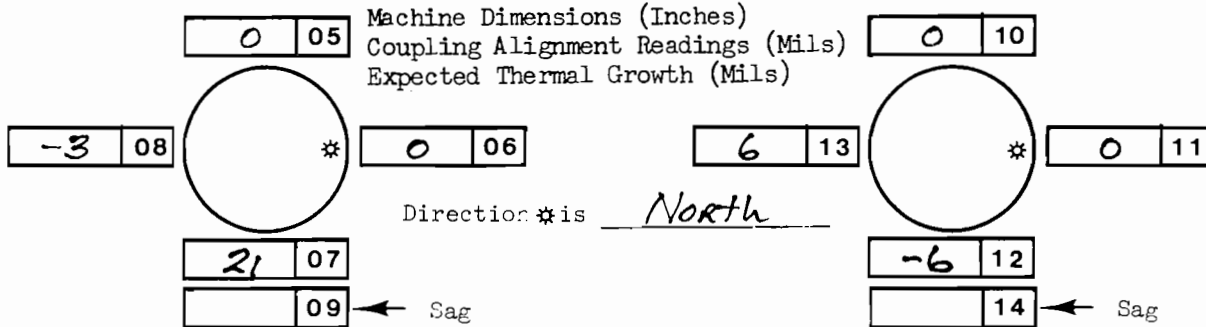 Machine Dimensions (Inches)
0 05 Coupling Alignment Readings (Mils) 0 10
Expected Thermal Growth (Mils)
-3 08 0 06 6 13 0 11
Direction is North
21 07 -6 12
09 Sag 14 Sag